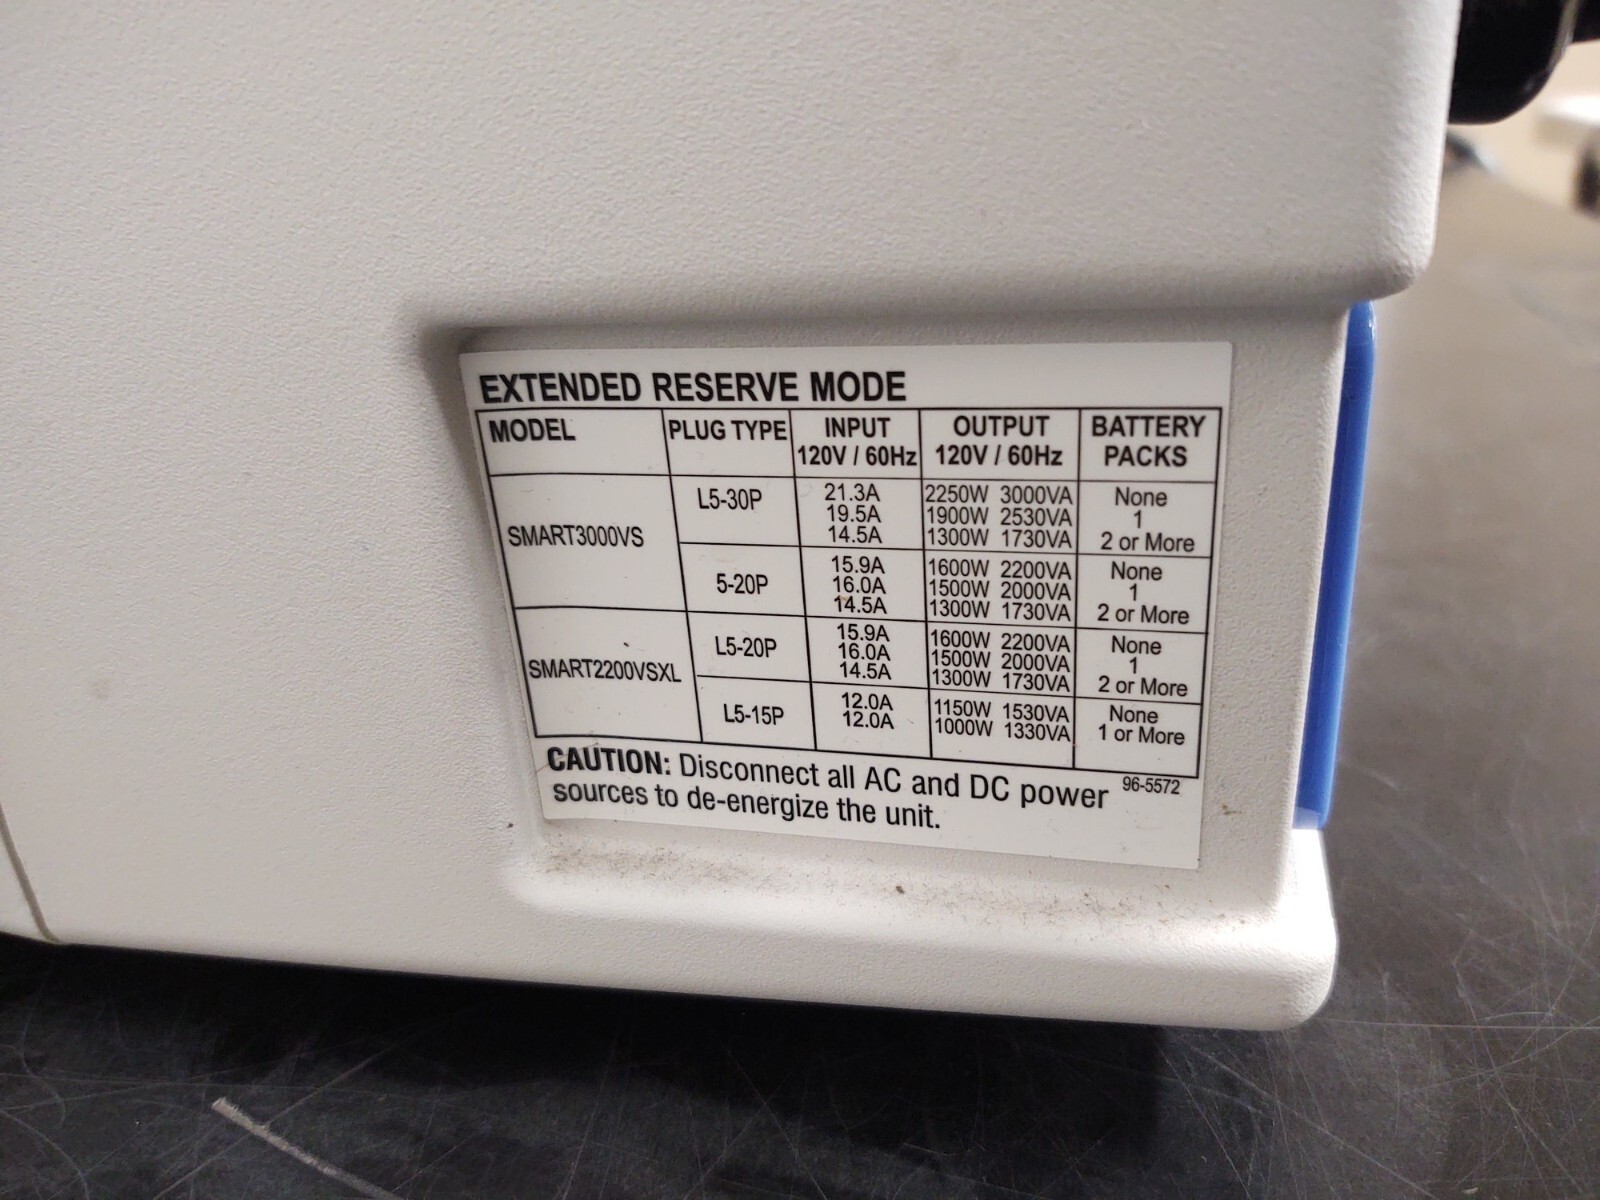 EXTENDED RESERVE MODE
MODEL PLUG TYPE INPUT 120V / 60Hz OUTPUT 120V / 60Hz BATTERY PACKS
SMART3000VS
L5-30P
21.3A 2250W 3000VA None
19.5A 1900W 2530VA 1
14.5A 1300W 1730VA 2 or More
5-20P
15.9A 1600W 2200VA None
16.0A 1500W 2000VA 1
14.5A 1300W 1730VA 2 or More
SMART2200VSXL
L5-20P
15.9A 1600W 2200VA None
16.0A 1500W 2000VA 1
14.5A 1300W 1730VA 2 or More
L5-15P
12.0A 1150W 1530VA None
12.0A 1000W 1330VA 1 or More
CAUTION: Disconnect all AC and DC power
sources to de-energize the unit.
96-5572